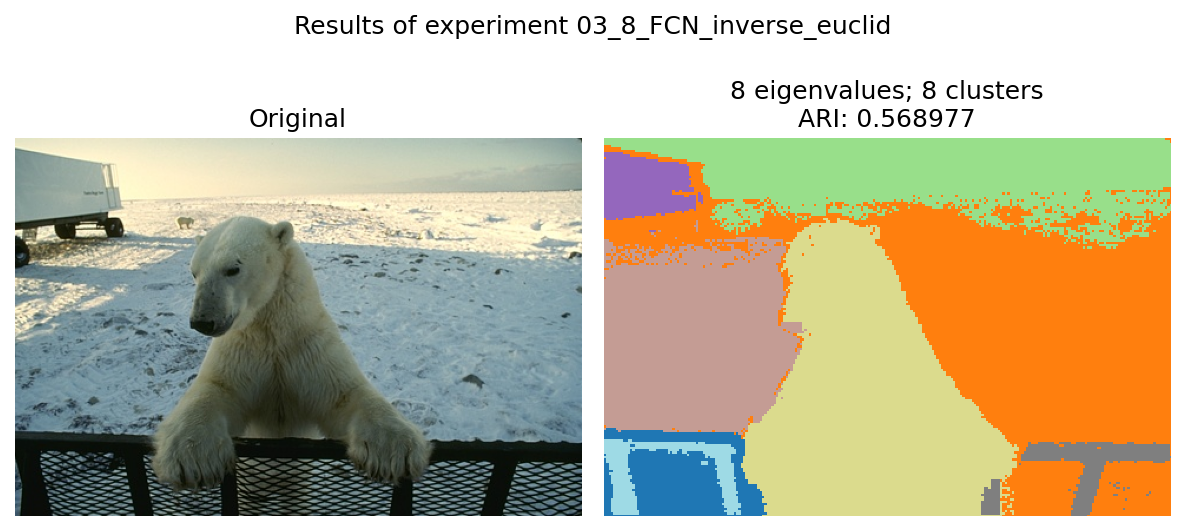 Results of experiment 03_8_FCN_inverse_euclid
Original
8 eigenvalues; 8 clusters
ARI: 0.568977